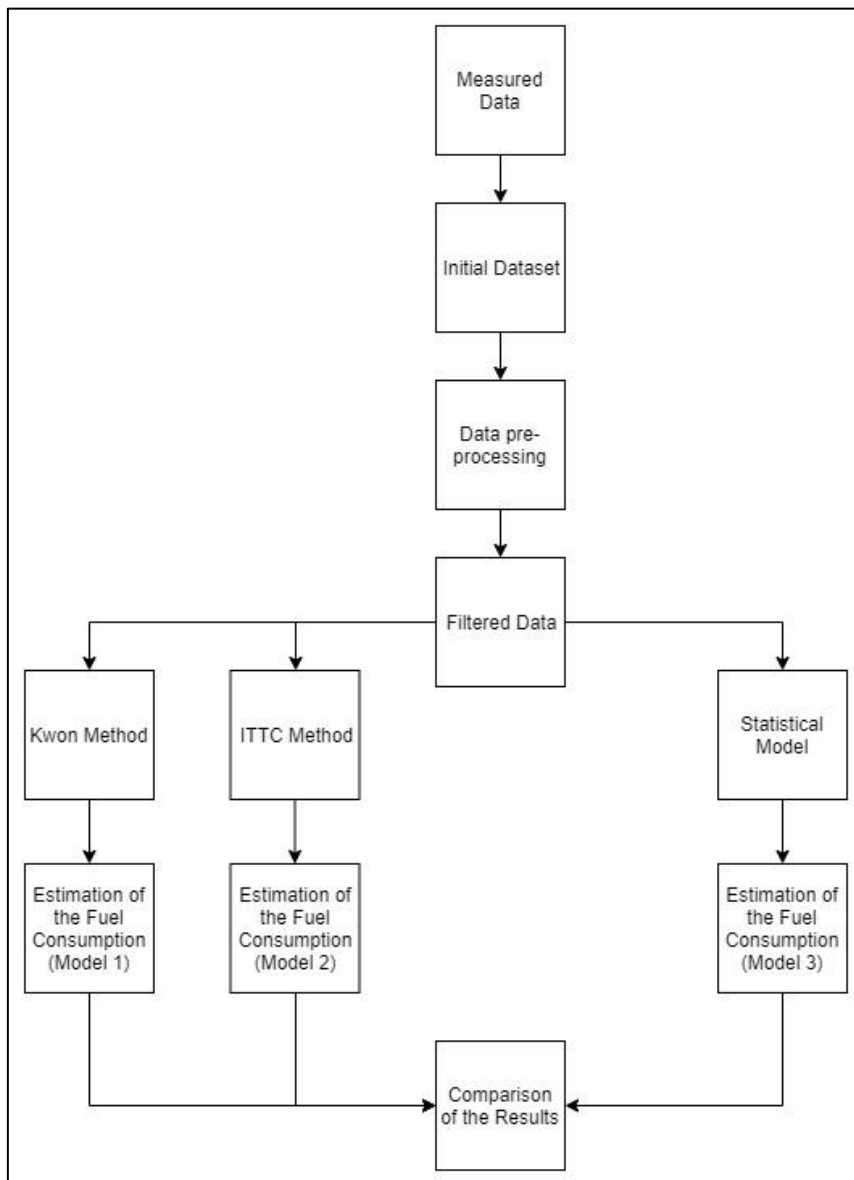 Measured
Data
Initial Dataset
Data pre-
processing
Filtered Data
Kwon Method
ITTC Method
Statistical
Model
Estimation of
the Fuel
Consumption
(Model 1)
Estimation of
the Fuel
Consumption
(Model 2)
Estimation of
the Fuel
Consumption
(Model 3)
Comparison
of the Results